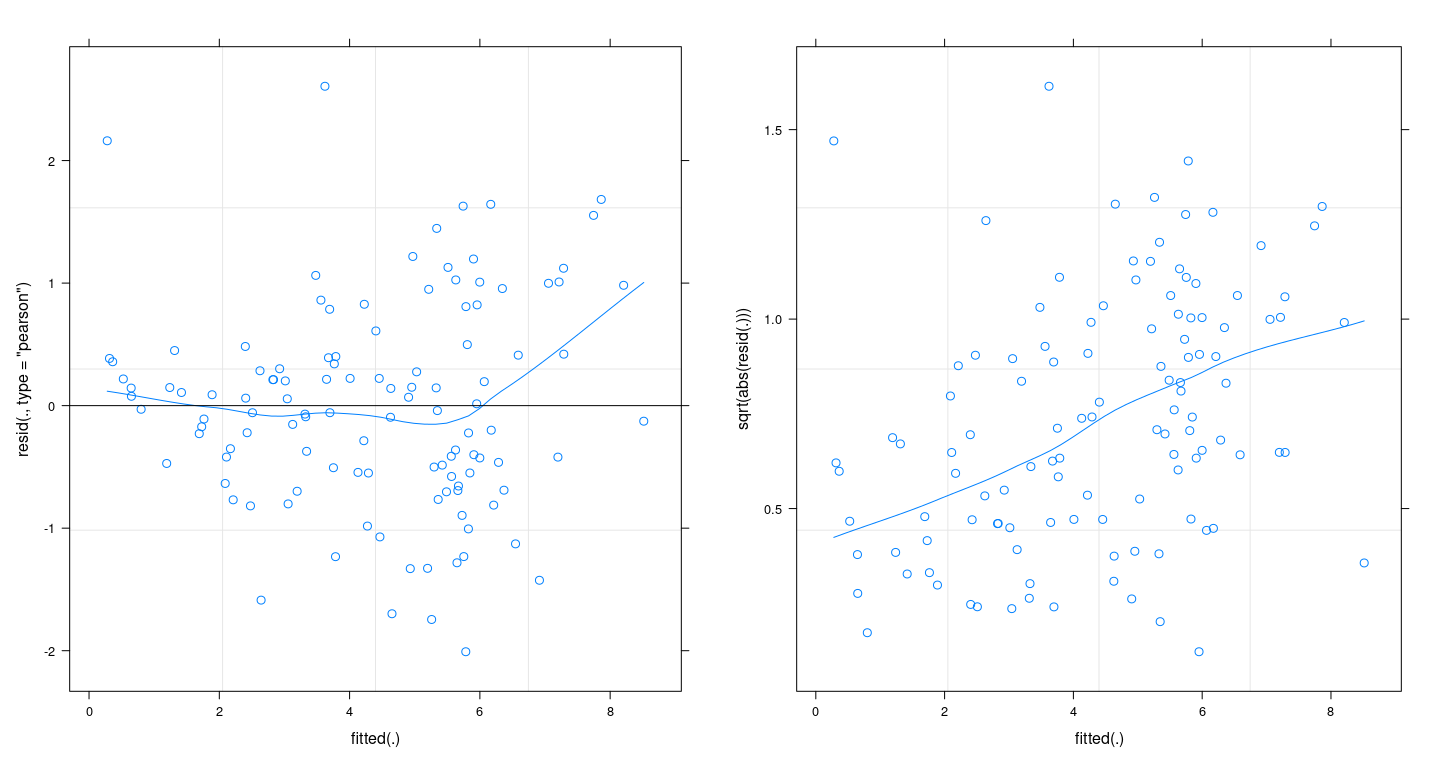 resid(., type = "pearson")
2
1
0
-1
-2
0 2 4 6 8
fitted(.)
sqrt(abs(resid(.)))
1.5
1.0
0.5
0 2 4 6 8
fitted(.)